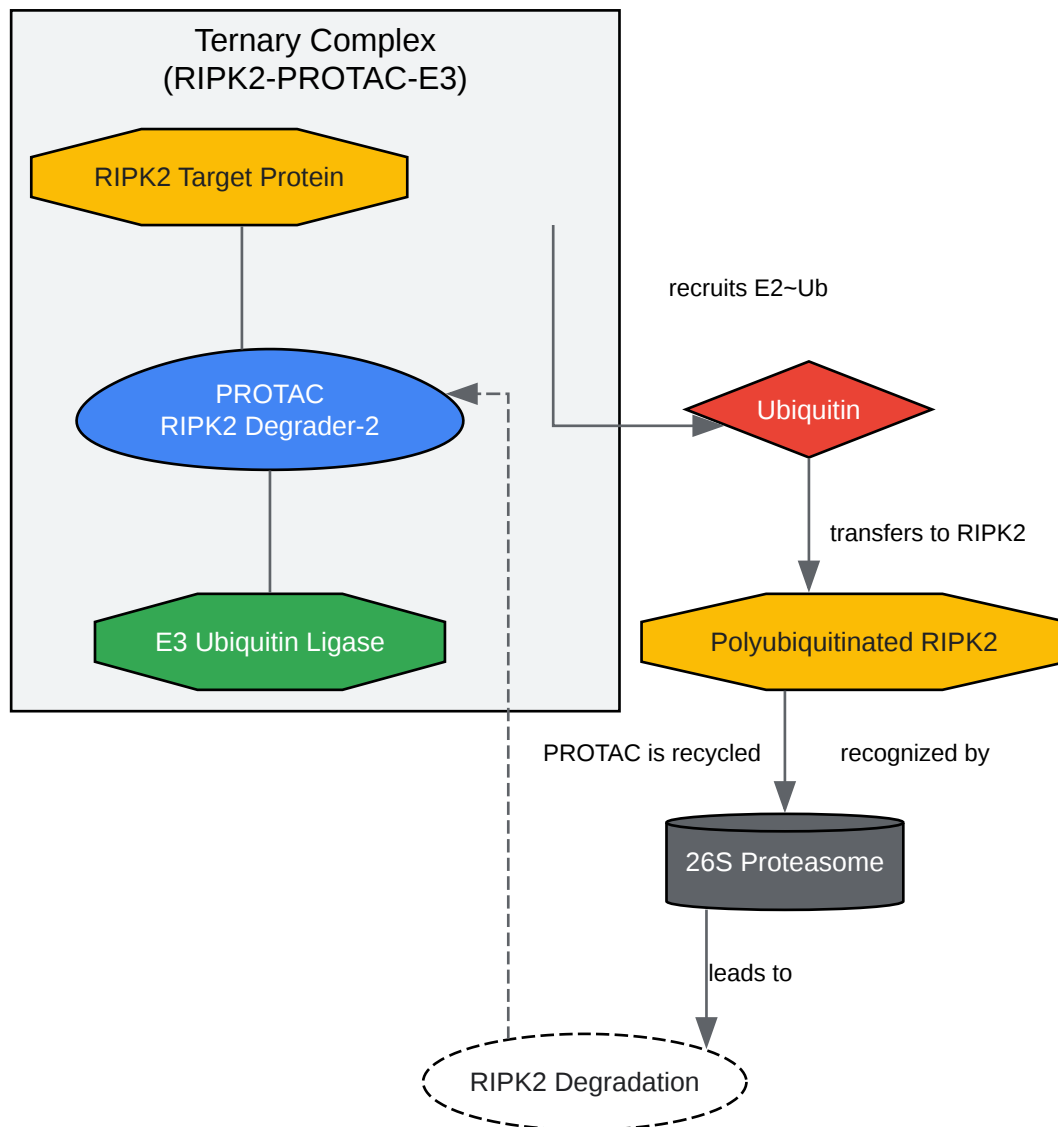 Ternary Complex
(RIPK2-PROTAC-E3)
RIPK2 Target Protein
recruits E2~Ub
PROTAC
RIPK2 Degrader-2
Ubiquitin
transfers to RIPK2
E3 Ubiquitin Ligase
Polyubiquitinated RIPK2
PROTAC is recycled
recognized by
26S Proteasome
leads to
RIPK2 Degradation